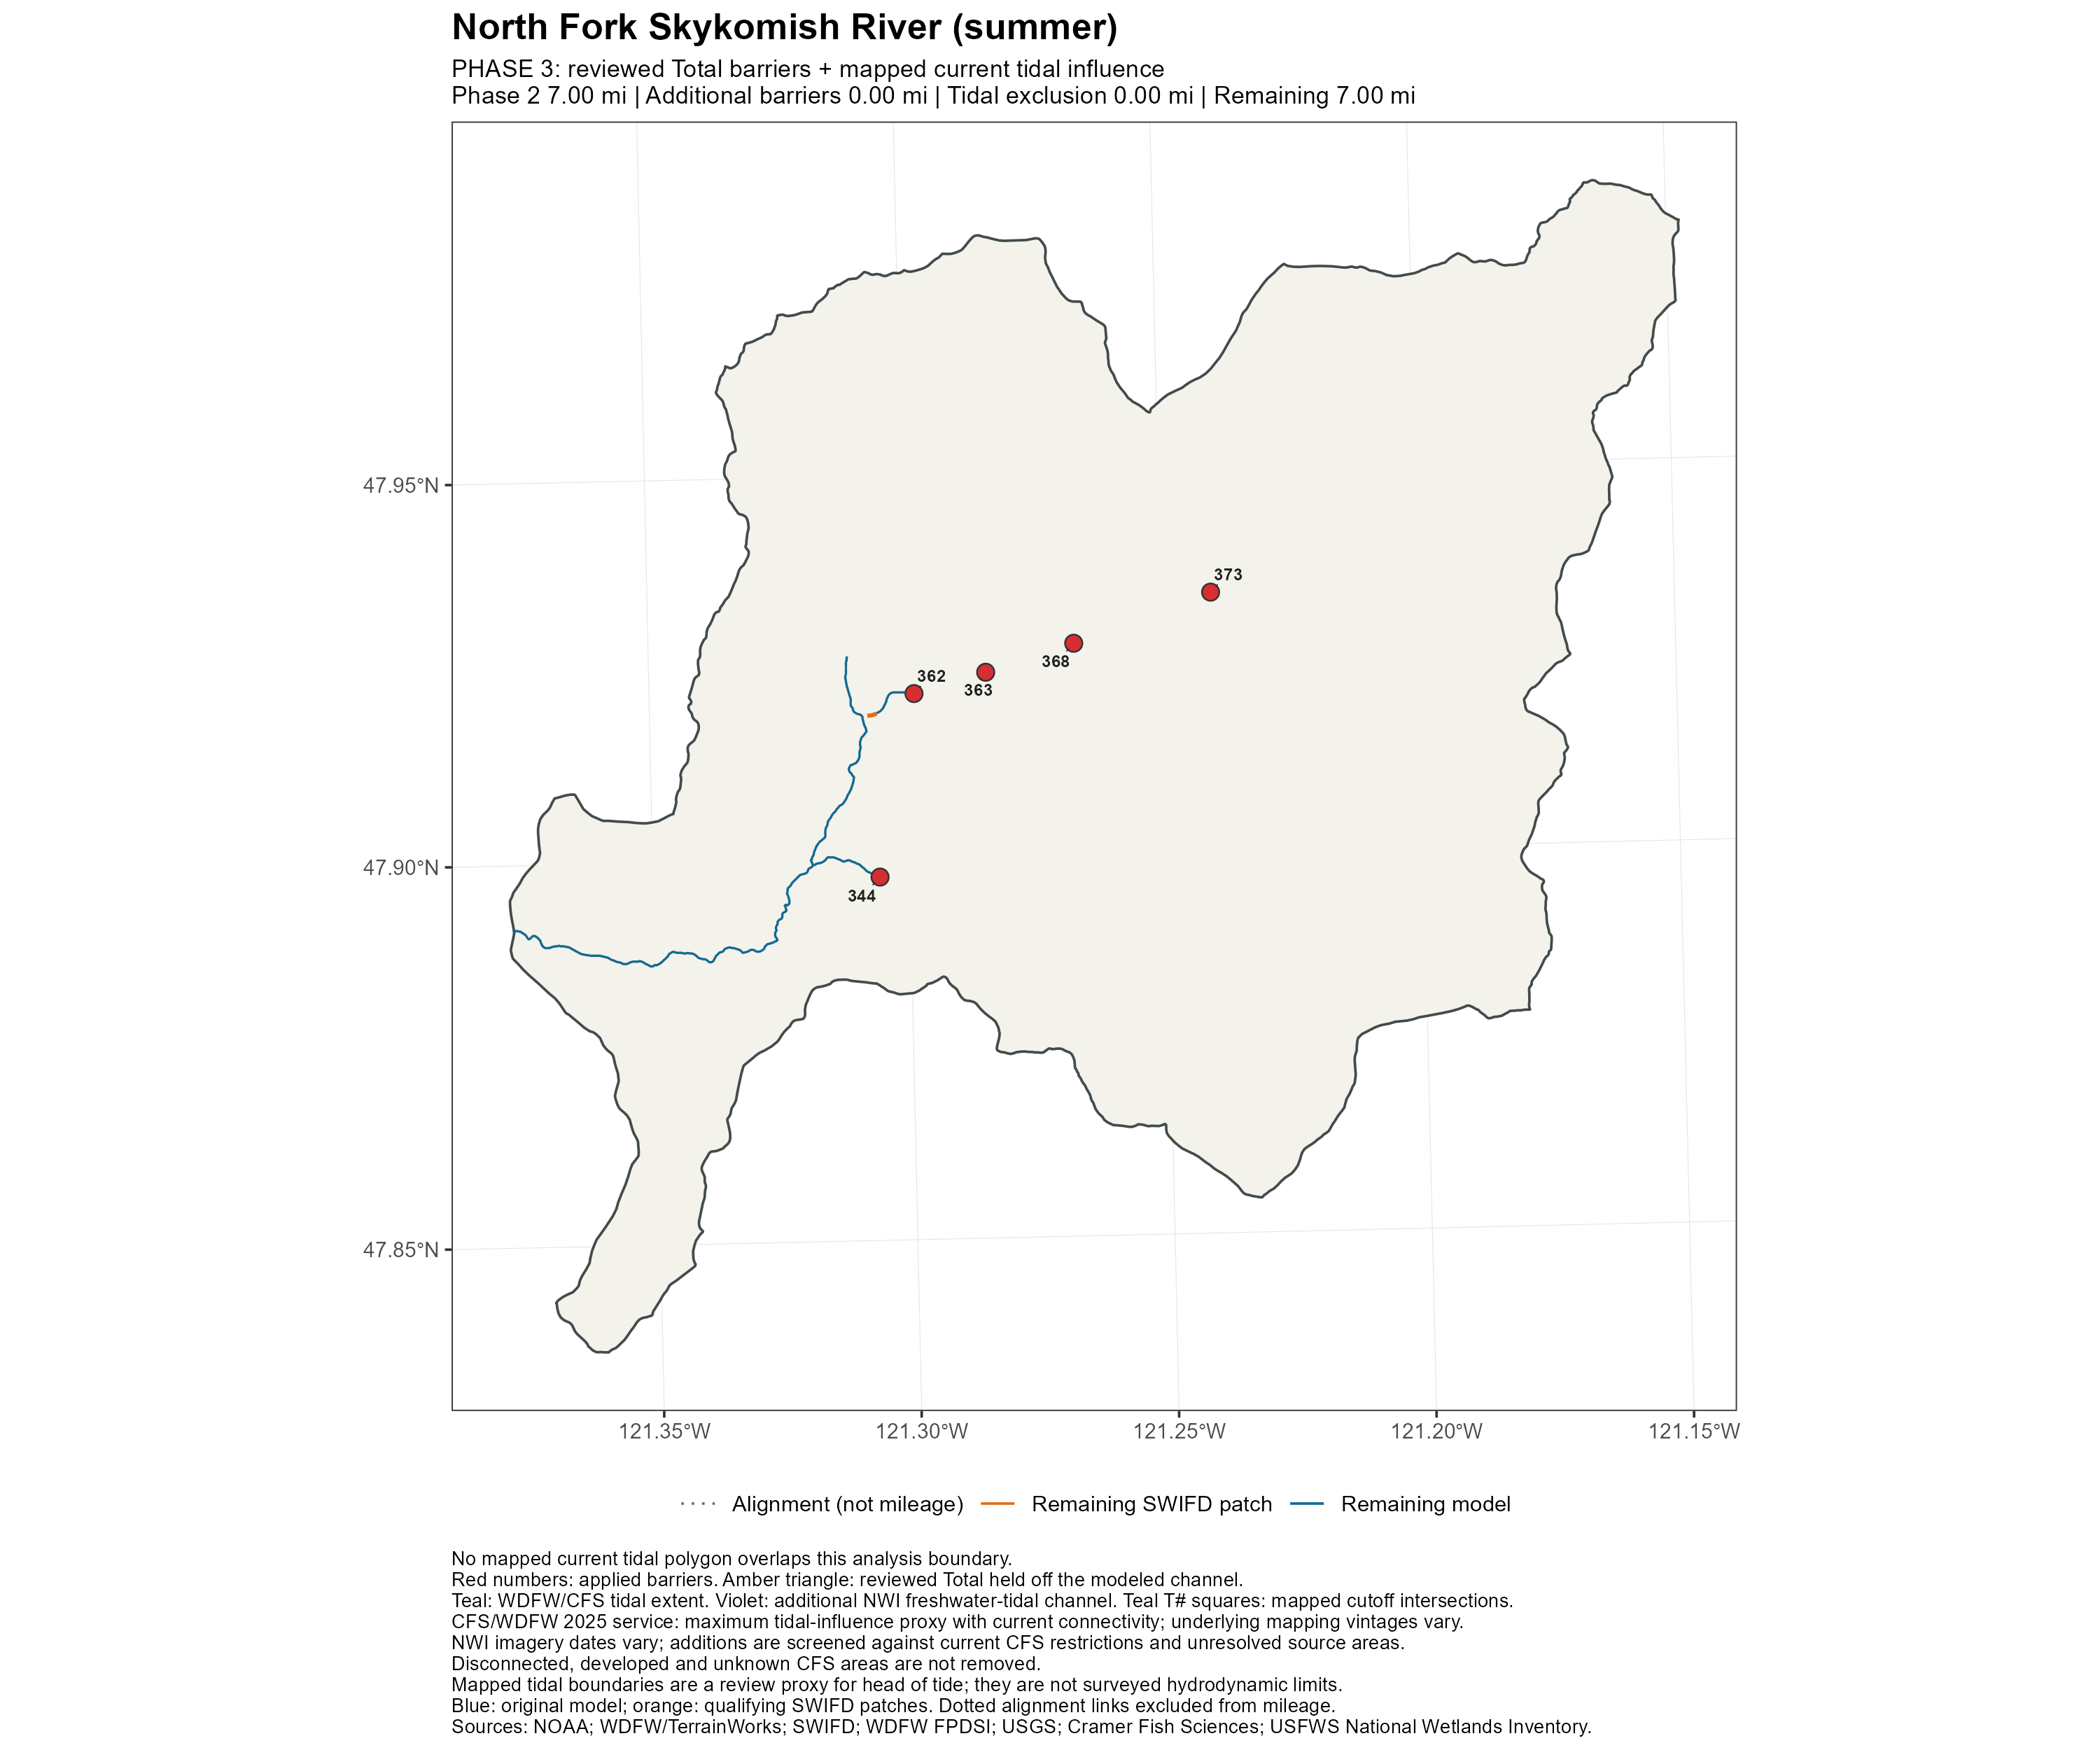 North Fork Skykomish River (summer)
PHASE 3: reviewed Total barriers + mapped current tidal influence
Phase 2 7.00 mi | Additional barriers 0.00 mi | Tidal exclusion 0.00 mi | Remaining 7.00 mi
47.95°N
373
368
362
363
47.90°N
344
47.85°N
121.35°W 121.30°W 121.25°W 121.20°W 121.15°W
Alignment (not mileage) Remaining SWIFD patch Remaining model
No mapped current tidal polygon overlaps this analysis boundary.
Red numbers: applied barriers. Amber triangle: reviewed Total held off the modeled channel.
Teal: WDFW/CFS tidal extent. Violet: additional NWI freshwater-tidal channel. Teal T# squares: mapped cutoff intersections.
CFS/WDFW 2025 service: maximum tidal-influence proxy with current connectivity; underlying mapping vintages vary.
NWI imagery dates vary; additions are screened against current CFS restrictions and unresolved source areas.
Disconnected, developed and unknown CFS areas are not removed.
Mapped tidal boundaries are a review proxy for head of tide; they are not surveyed hydrodynamic limits.
Blue: original model; orange: qualifying SWIFD patches. Dotted alignment links excluded from mileage.
Sources: NOAA; WDFW/TerrainWorks; SWIFD; WDFW FPDSI; USGS; Cramer Fish Sciences; USFWS National Wetlands Inventory.